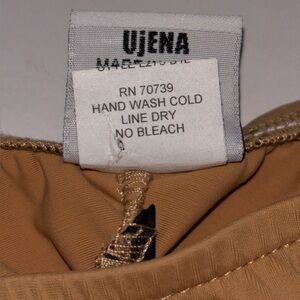 UjENA
RN 70739
HAND WASH COLD
LINE DRY
NO BLEACH